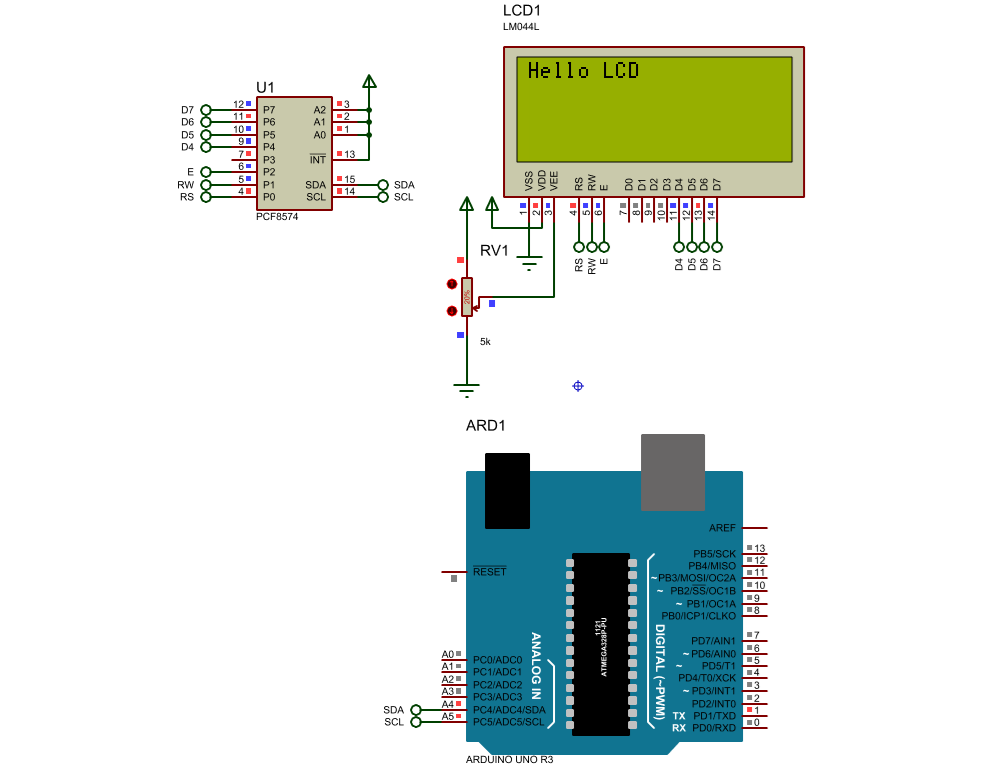 LCD1
LM044L
Hello LCD
VSS VDD VEE RS RW E D0 D1 D2 D3 D4 D5 D6 D7
1 2 3 4 5 6 7 8 9 10 11 12 13 14
RS RW E D4 D5 D6 D7
U1
D7 12 P7 A2 3
D6 11 P6 A1 2
D5 10 P5 A0 1
D4 9 P4
7 P3 INT 13
E 6 P2
RW 5 P1 SDA 15 SDA
RS 4 P0 SCL 14 SCL
PCF8574
RV1
20%
5k
ARD1
AREF
RESET
PB5/SCK 13
PB4/MISO 12
~PB3/MOSI/OC2A 11
~ PB2/SS/OC1B 10
~ PB1/OC1A 9
PB0/ICP1/CLKO 8
PD7/AIN1 7
~ PD6/AIN0 6
~ PD5/T1 5
PD4/T0/XCK 4
~ PD3/INT1 3
PD2/INT0 2
TX PD1/TXD 1
RX PD0/RXD 0
DIGITAL (~PWM)
1121
ATMEGA328P-PU
ANALOG IN
A0 PC0/ADC0
A1 PC1/ADC1
A2 PC2/ADC2
A3 PC3/ADC3
SDA A4 PC4/ADC4/SDA
SCL A5 PC5/ADC5/SCL
ARDUINO UNO R3